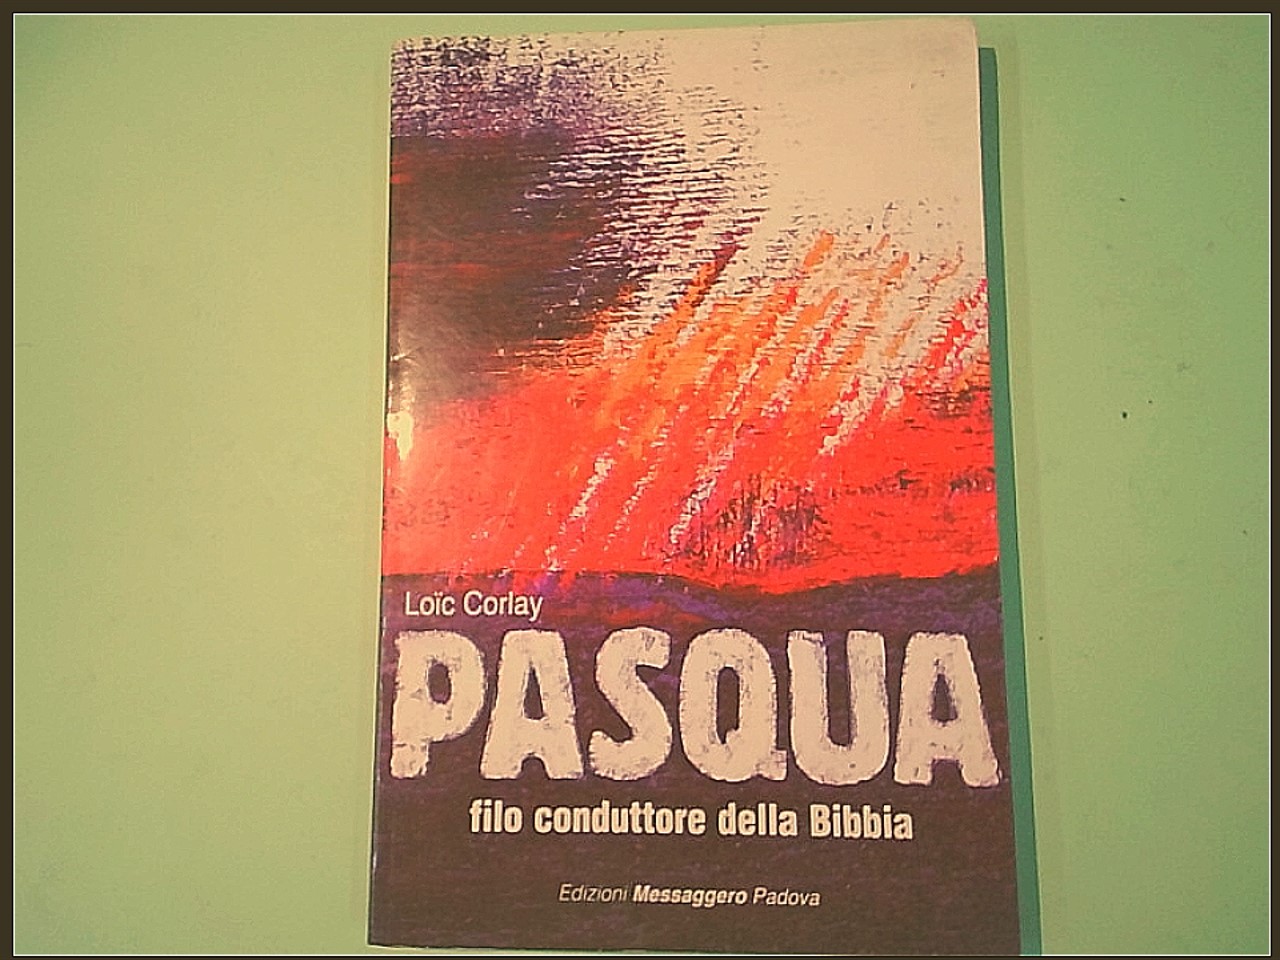 Loïc Corlay
PASQUA
filo conduttore della Bibbia
Edizioni Messaggero Padova